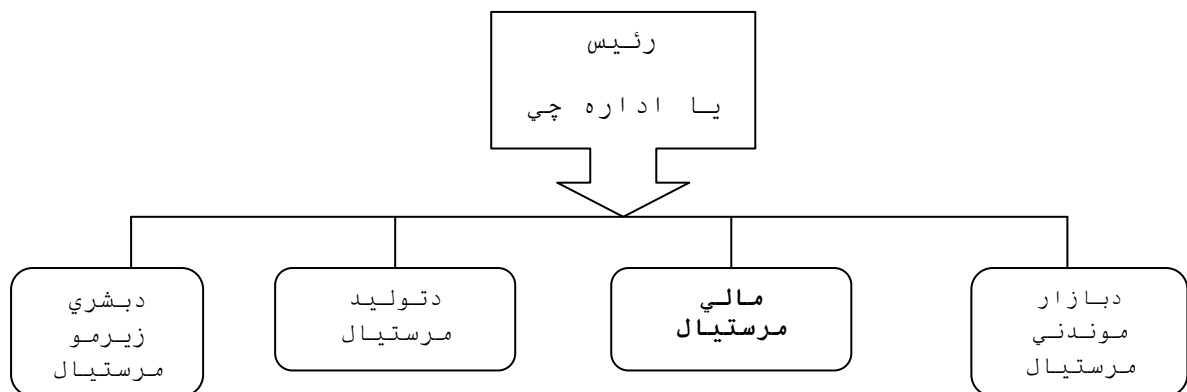 رئيس
يا اداره چي
دبازار
موندني
مرستيال
مالي
مرستيال
دتوليد
مرستيال
دبشري
زيرمو
مرستيال